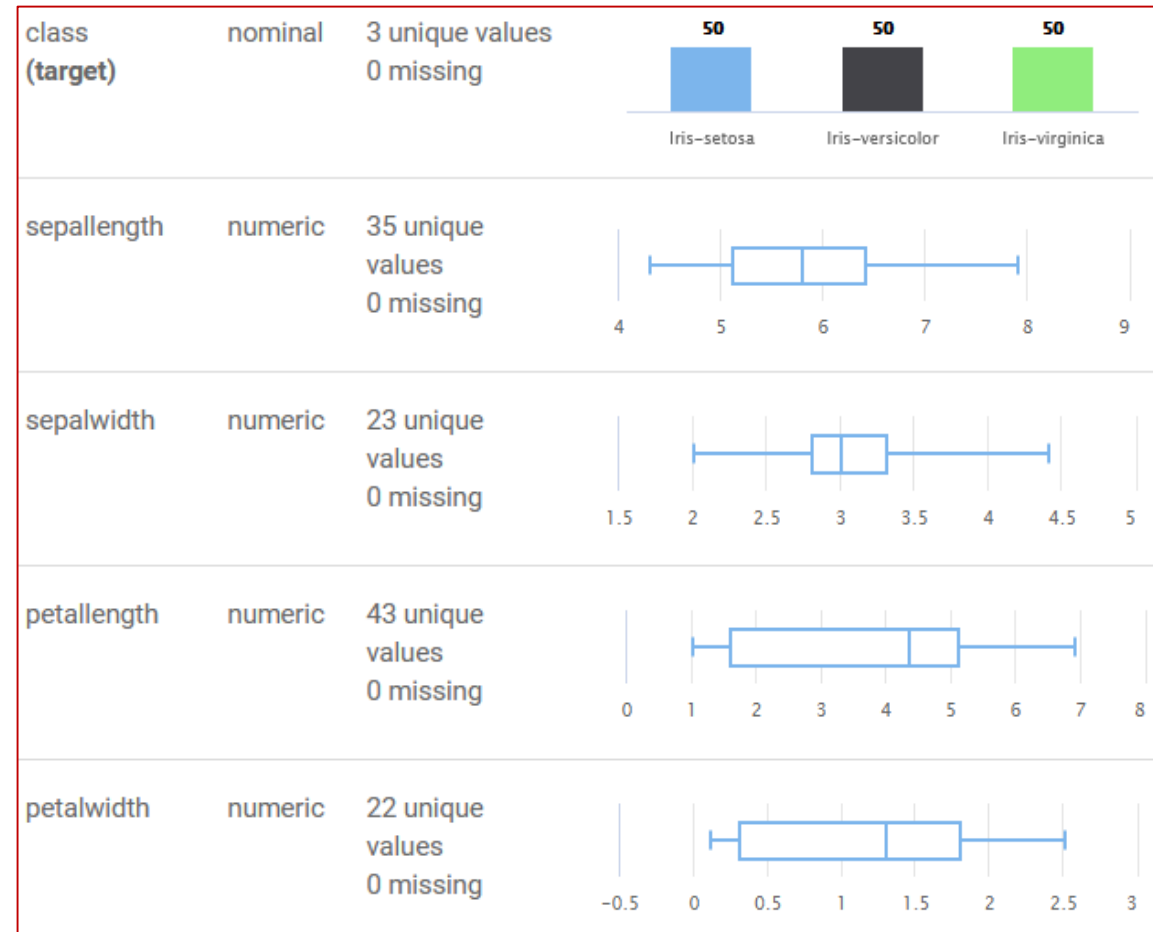 class nominal 3 unique values 50 50 50
(target) 0 missing
Iris-setosa Iris-versicolor Iris-virginica
sepallength numeric 35 unique
values
0 missing
4 5 6 7 8 9
sepalwidth numeric 23 unique
values
0 missing
1.5 2 2.5 3 3.5 4 4.5 5
petallength numeric 43 unique
values
0 missing
0 1 2 3 4 5 6 7 8
petalwidth numeric 22 unique
values
0 missing
-0.5 0 0.5 1 1.5 2 2.5 3